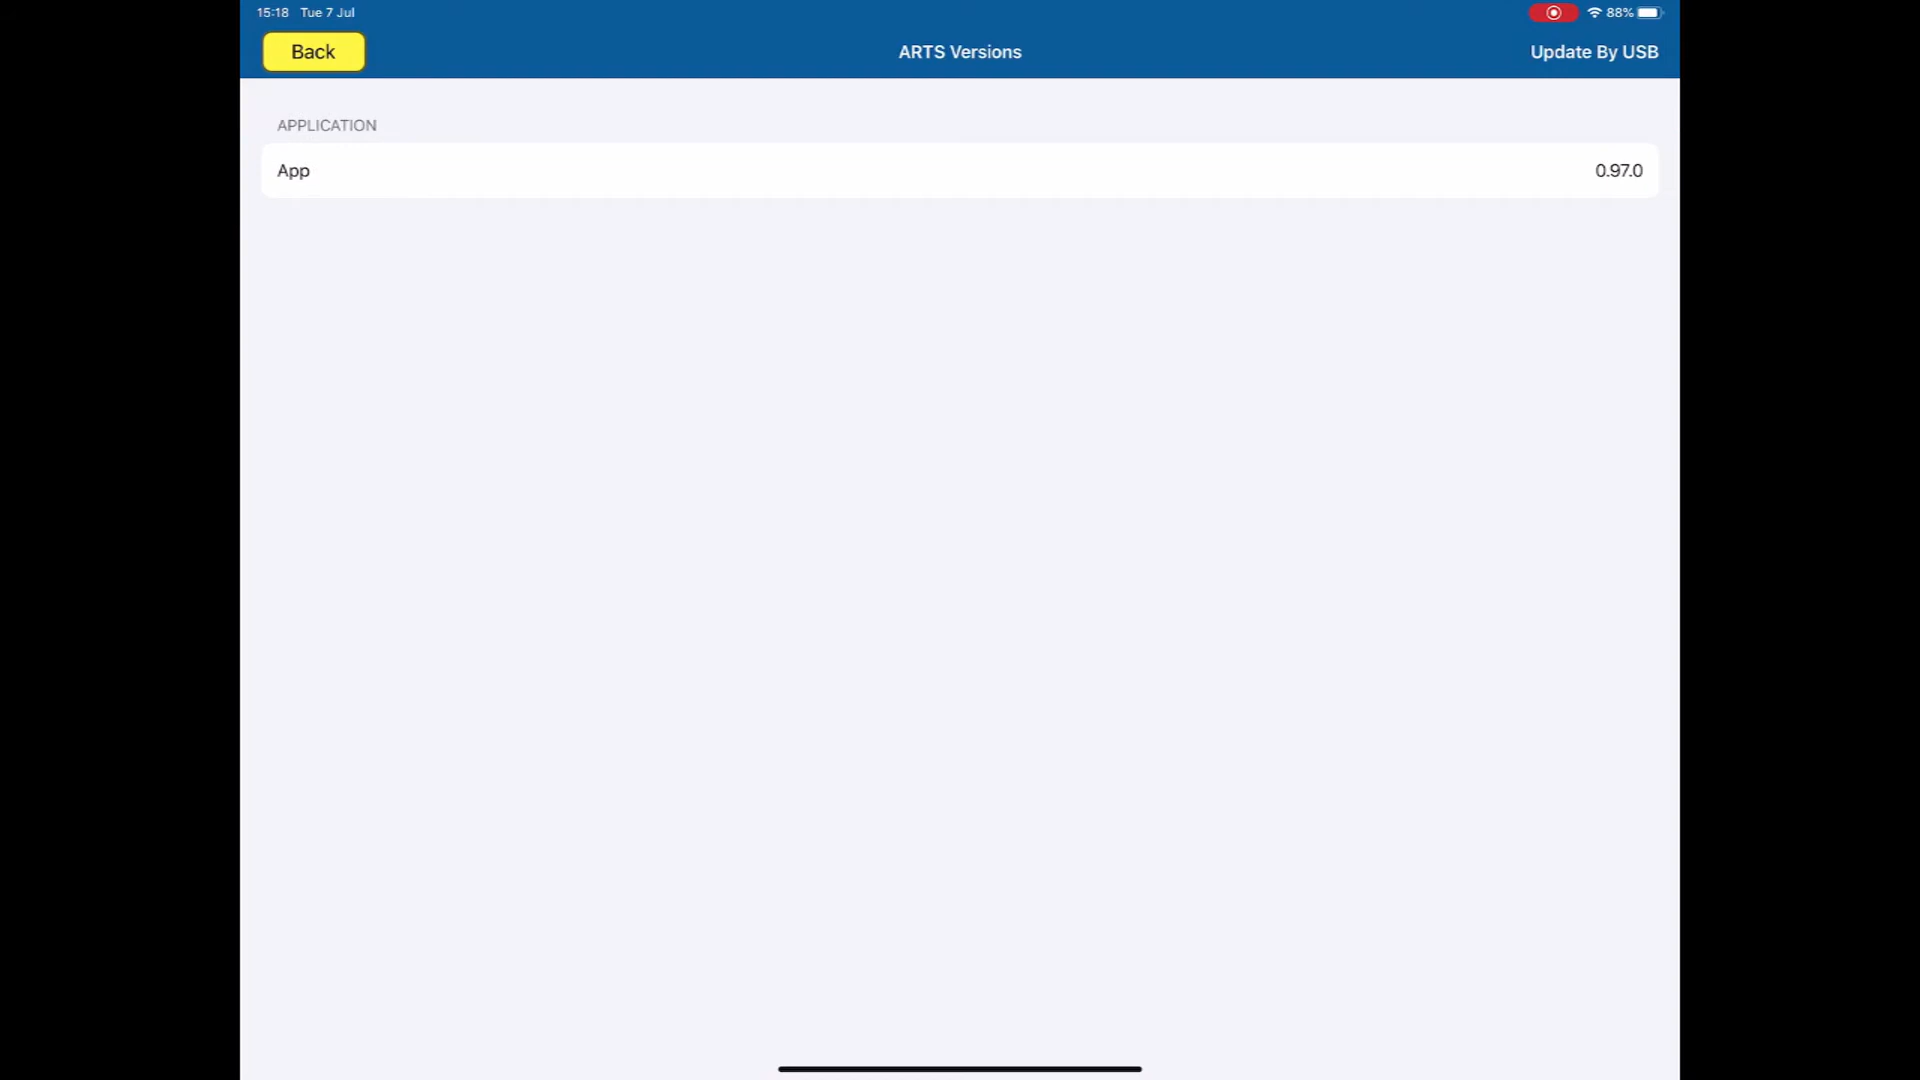 15:18 Tue 7 Jul
88%
Back
ARTS Versions
Update By USB
APPLICATION
App
0.97.0